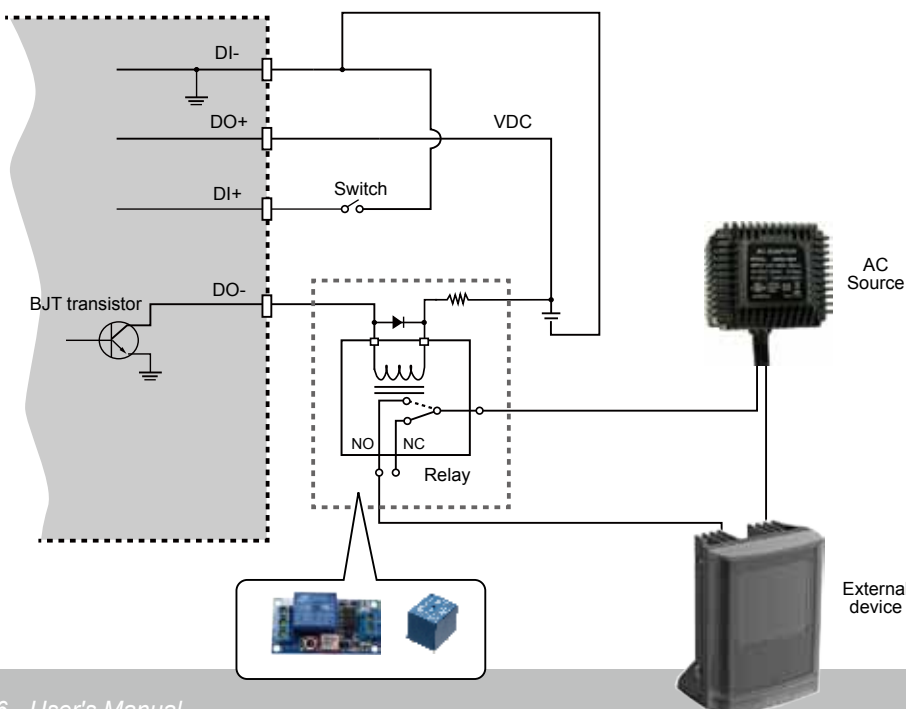 DI-
DO+
VDC
DI+
Switch
AC
Source
BJT transistor
DO-
NO
NC
Relay
External
device
User's Manual